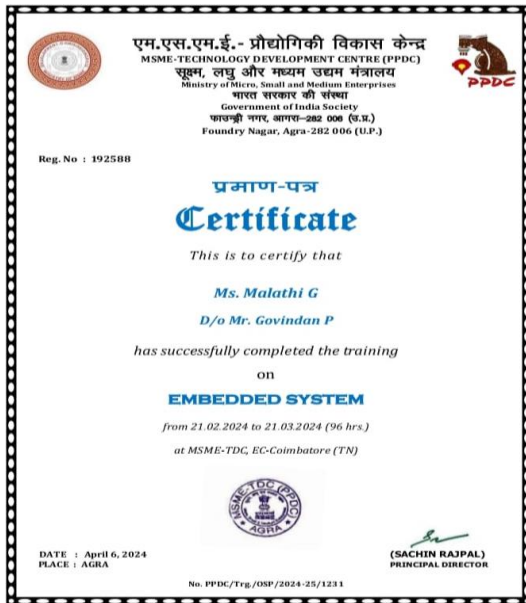 एम.एस.एम.ई.- प्रौद्योगिकी विकास केन्द्र
MSME-TECHNOLOGY DEVELOPMENT CENTRE (PPDC)
सूक्ष्म, लघु और मध्यम उद्यम मंत्रालय
Ministry of Micro, Small and Medium Enterprises
भारत सरकार की संस्था
Government of India Society
फाउन्ड्री नगर, आगरा–282 006 (उ.प्र.)
Foundry Nagar, Agra-282 006 (U.P.)
PPDC
Reg. No : 192588
प्रमाण-पत्र
Certificate
This is to certify that
Ms. Malathi G
D/o Mr. Govindan P
has successfully completed the training
on
EMBEDDED SYSTEM
from 21.02.2024 to 21.03.2024 (96 hrs.)
at MSME-TDC, EC-Coimbatore (TN)
MSME-TDC (PPDC)
AGRA
DATE : April 6, 2024
PLACE : AGRA
(SACHIN RAJPAL)
PRINCIPAL DIRECTOR
No. PPDC/Trg./OSP/2024-25/1231